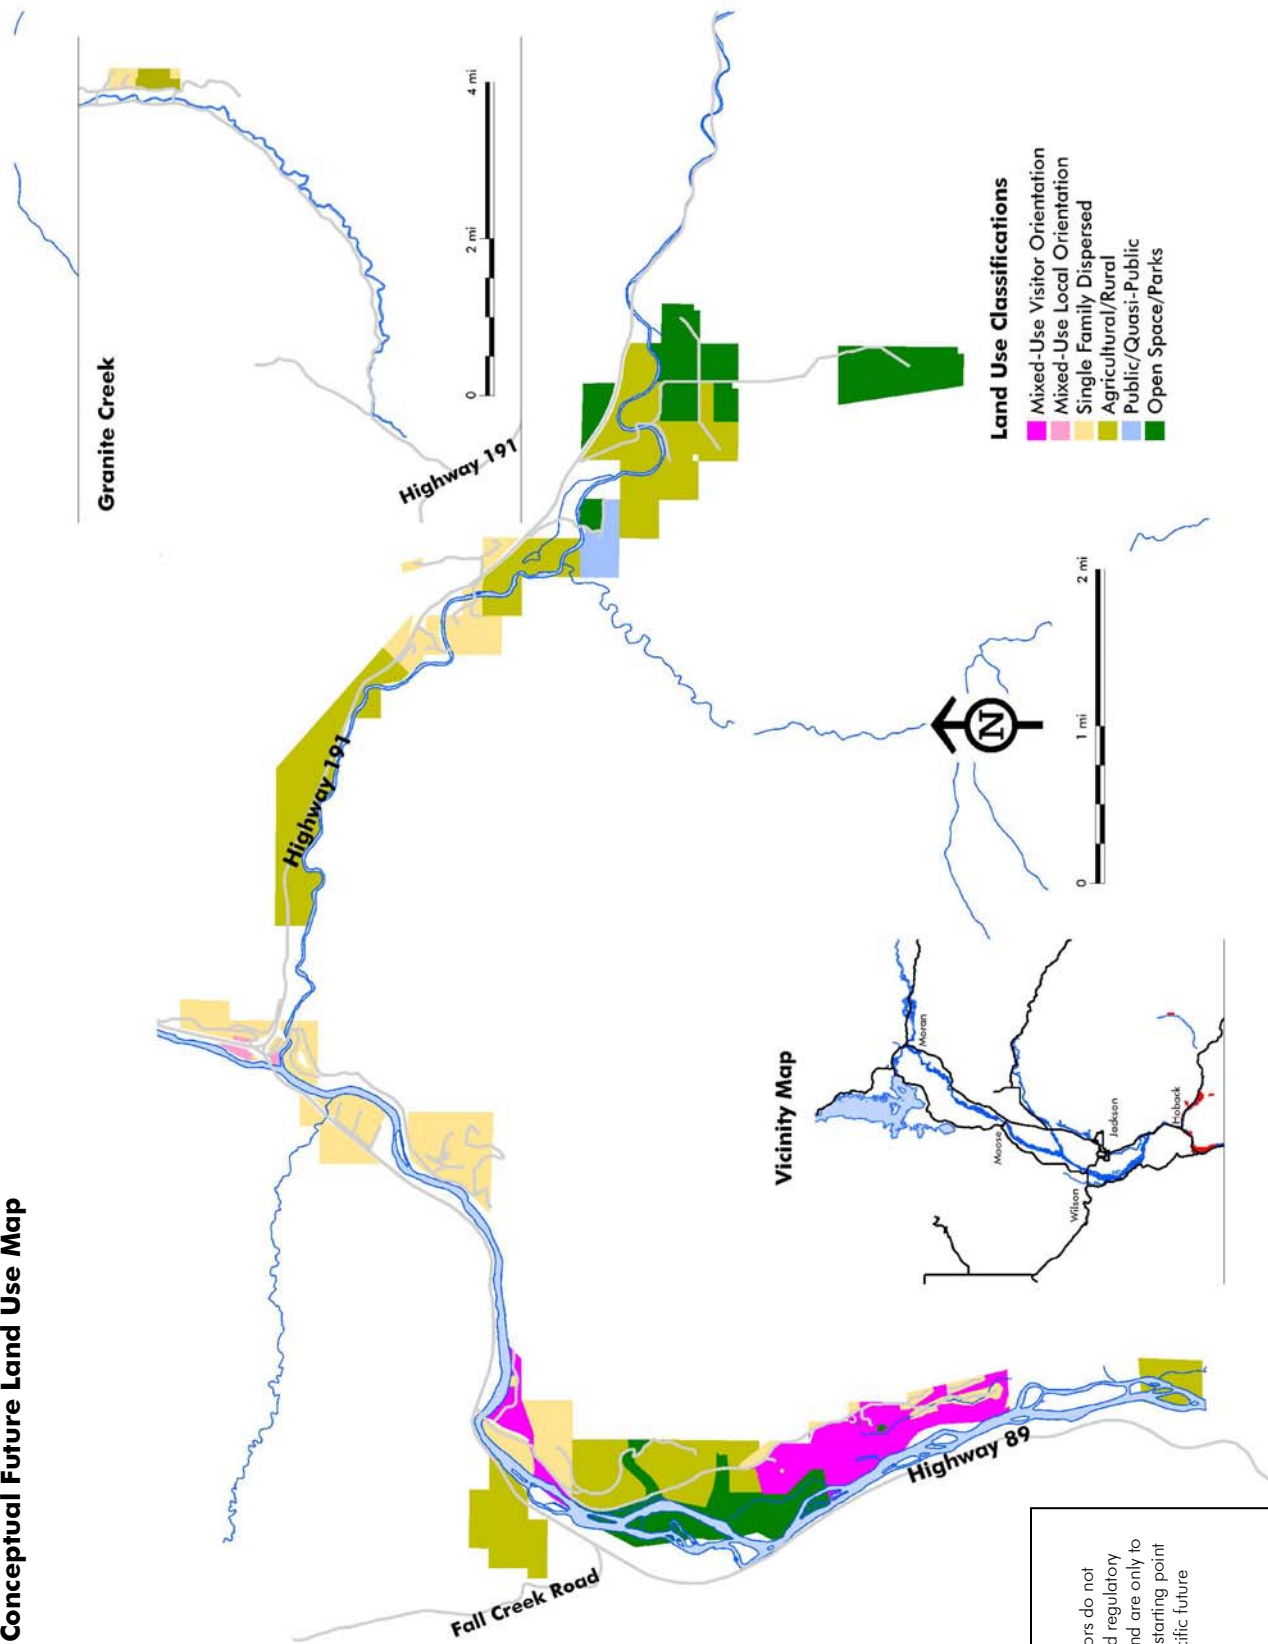 Conceptual Future Land Use Map
Granite Creek
Highway 191
0
2 mi
4 mi
Highway 191
Fall Creek Road
Highway 89
Vicinity Map
Moran
Moose
Jackson
Wilson
Hoback
N
0
1 mi
2 mi
Land Use Classifications
Mixed-Use Visitor Orientation
Mixed-Use Local Orientation
Single Family Dispersed
Agricultural/Rural
Public/Quasi-Public
Open Space/Parks
ors do not
d regulatory
nd are only to
starting point
ific future